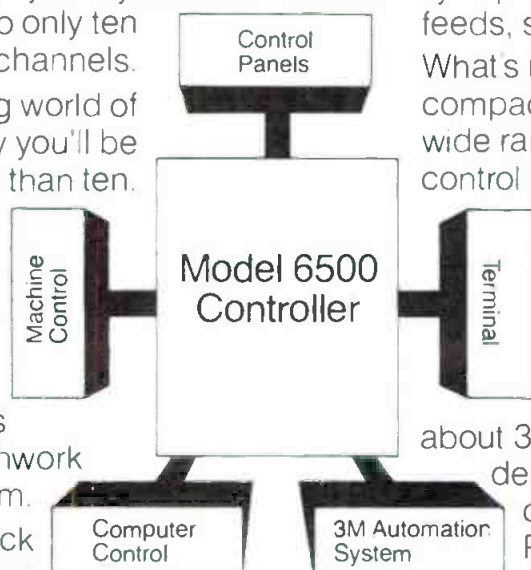 o only ten
channels.
g world of
you'll be
than ten.
s
nwork
m.
ck
Control
Panels
Machine
Control
Model 6500
Controller
Terminal
Computer
Control
3M Automation
System
feeds, s
What's
compac
wide ra
control
about 3
de